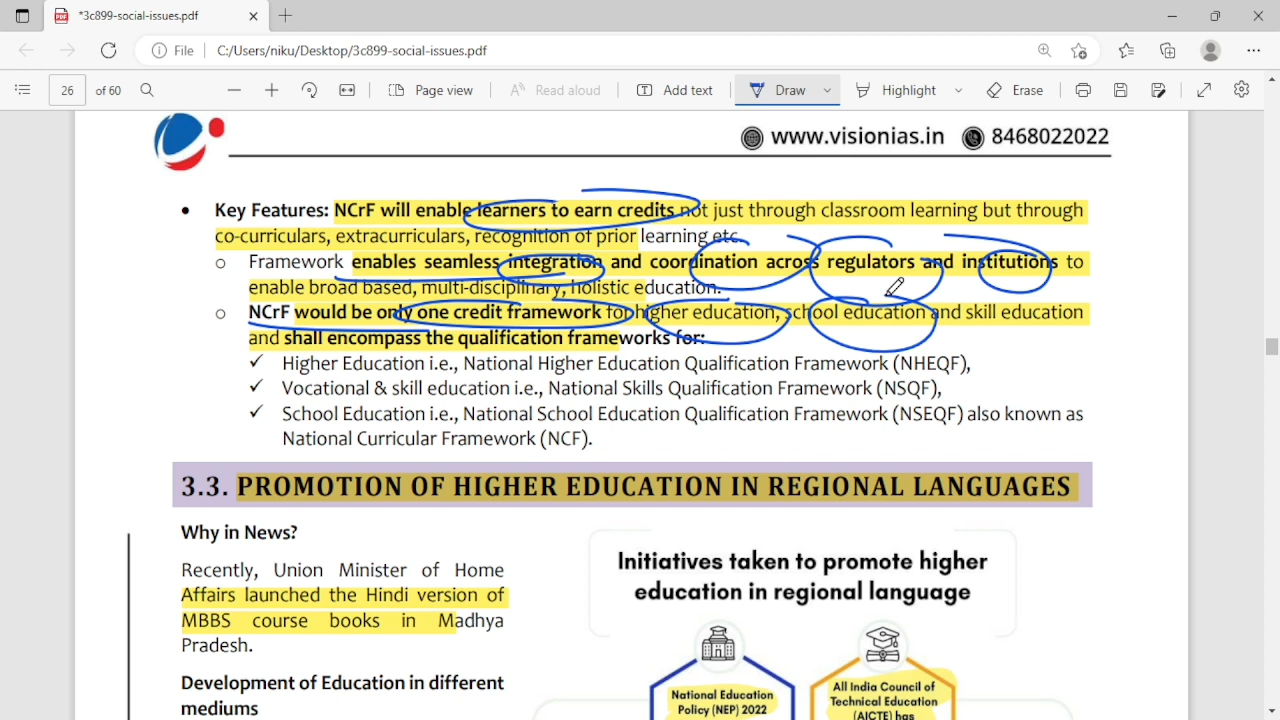 *3c899-social-issues.pdf
File
C:/Users/niku/Desktop/3c899-social-issues.pdf
26
of 60
Page view
Read aloud
Add text
Draw
Highlight
Erase
www.visionias.in 8468022022
• Key Features: NCrF will enable learners to earn credits not just through classroom learning but through
co-curriculars, extracurriculars, recognition of prior learning etc.
o Framework enables seamless integration and coordination across regulators and institutions to
enable broad based, multi-disciplinary, holistic education.
o NCrF would be only one credit framework for higher education, school education and skill education
and shall encompass the qualification frameworks for:
✓ Higher Education i.e., National Higher Education Qualification Framework (NHEQF),
✓ Vocational & skill education i.e., National Skills Qualification Framework (NSQF),
✓ School Education i.e., National School Education Qualification Framework (NSEQF) also known as
National Curricular Framework (NCF).
3.3. PROMOTION OF HIGHER EDUCATION IN REGIONAL LANGUAGES
Why in News?
Recently, Union Minister of Home
Affairs launched the Hindi version of
MBBS course books in Madhya
Pradesh.
Development of Education in different
mediums
Initiatives taken to promote higher
education in regional language
National Education
Policy (NEP) 2022
All India Council of
Technical Education
(AICTE) has